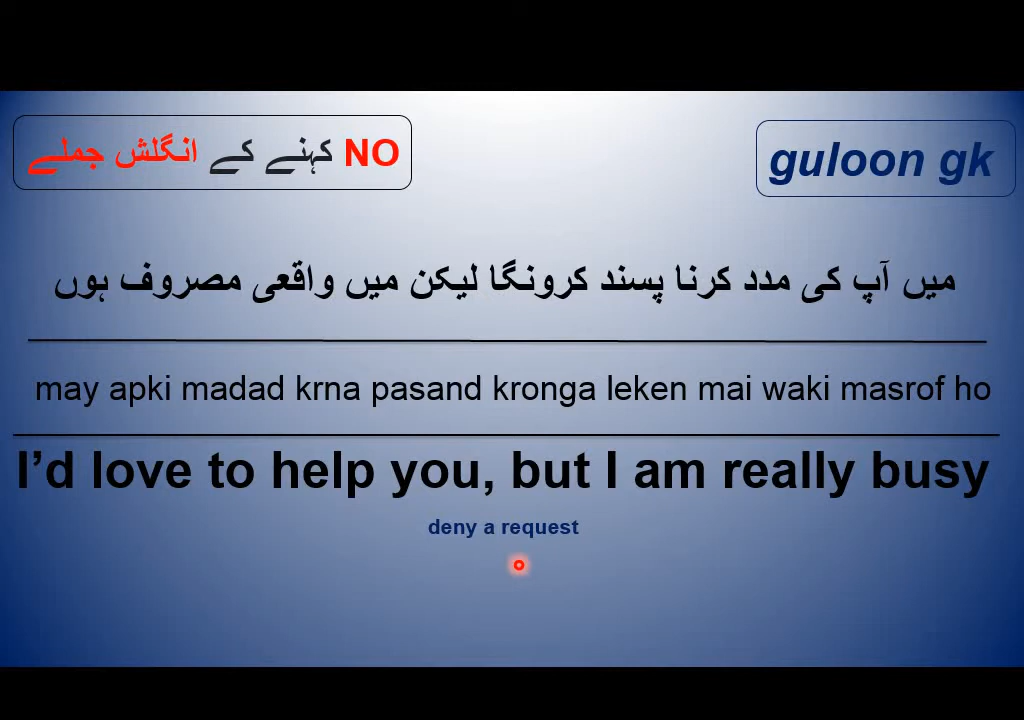 NO کہنے کے انگلش جملے
guloon gk
میں آپ کی مدد کرنا پسند کرونگا لیکن میں واقعی مصروف ہوں
may apki madad krna pasand kronga leken mai waki masrof ho
I’d love to help you, but I am really busy
deny a request